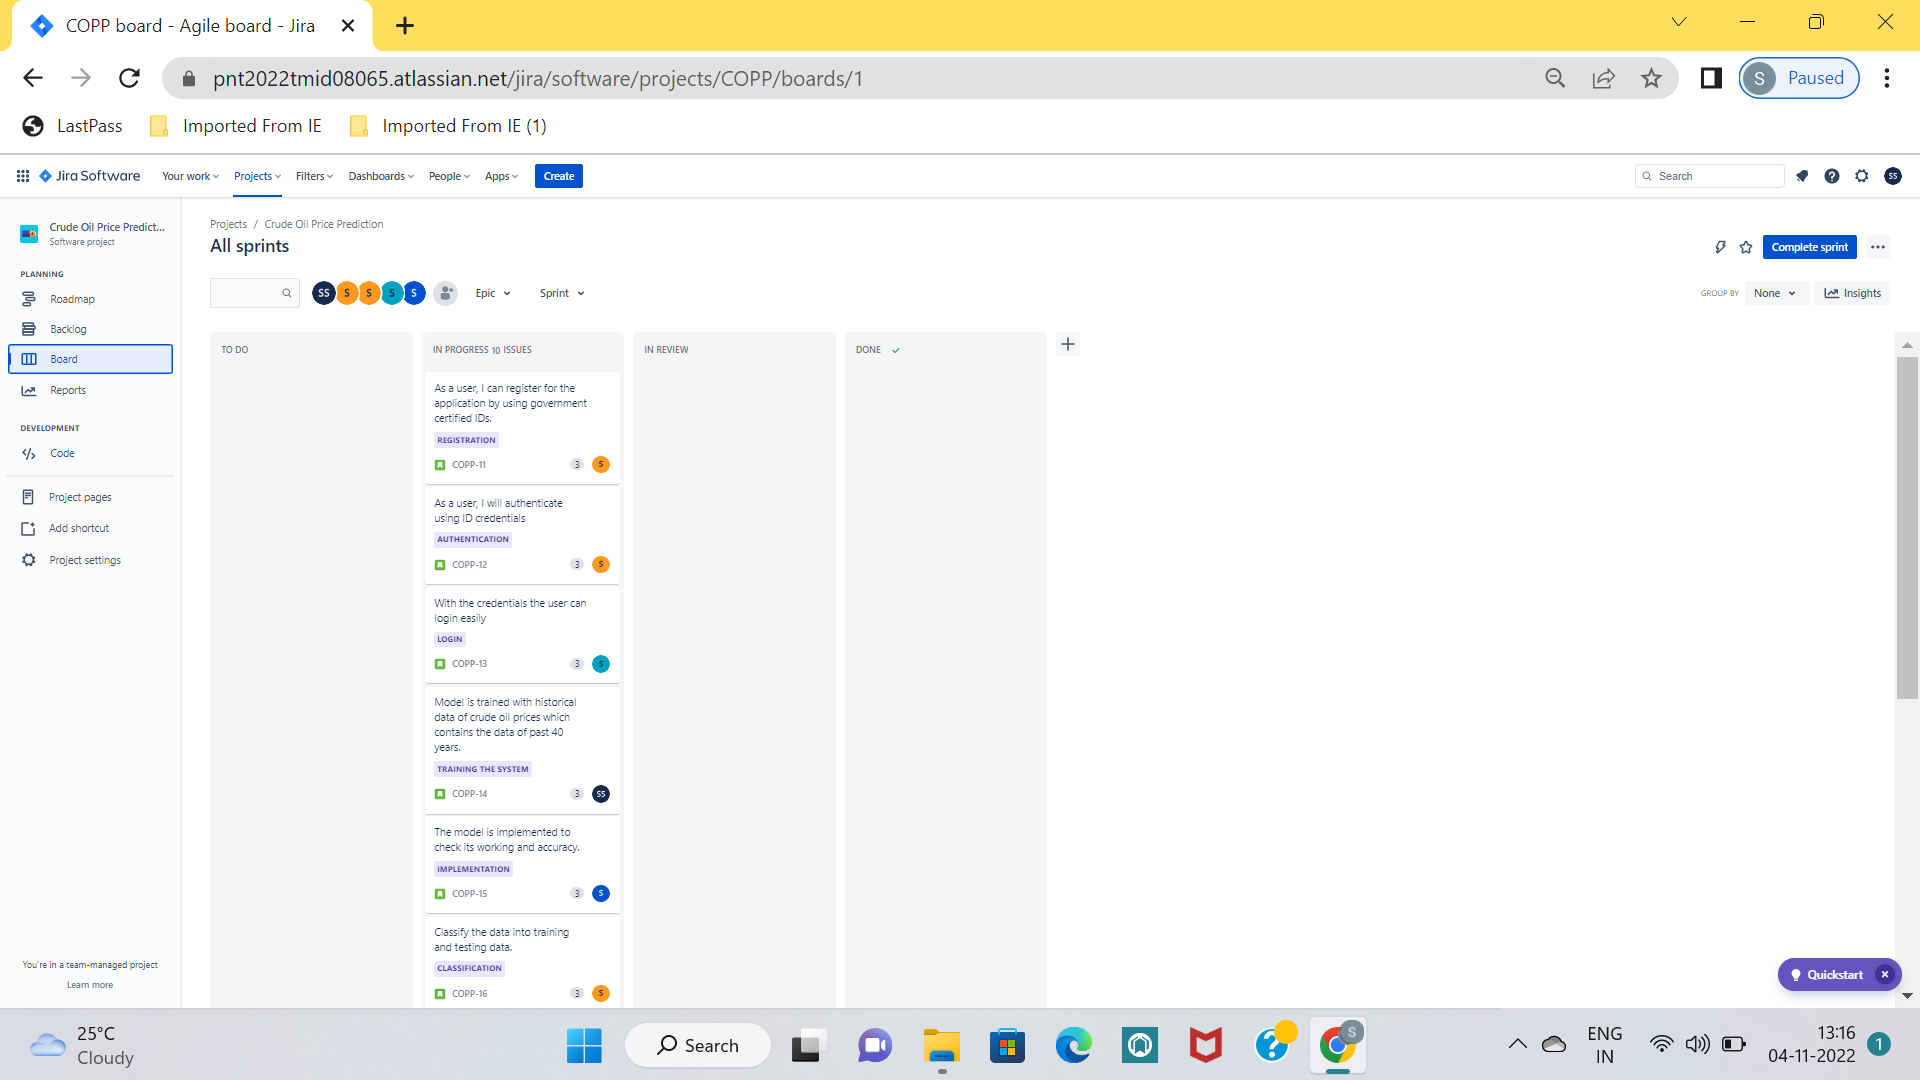 COPP board - Agile board - Jira
pnt2022tmid08065.atlassian.net/jira/software/projects/COPP/boards/1
S Paused
LastPass Imported From IE Imported From IE (1)
Jira Software Your work Projects Filters Dashboards People Apps Create Search SS
Crude Oil Price Predict...
Software project
PLANNING
Roadmap
Backlog
Board
Reports
DEVELOPMENT
Code
Project pages
Add shortcut
Project settings
You're in a team-managed project
Learn more
Projects / Crude Oil Price Prediction
All sprints
Complete sprint
SS S S S S Epic Sprint
GROUP BY None Insights
TO DO
IN PROGRESS 10 ISSUES
As a user, I can register for the
application by using government
certified IDs.
REGISTRATION
COPP-11 3 S
As a user, I will authenticate
using ID credentials
AUTHENTICATION
COPP-12 3 S
With the credentials the user can
login easily
LOGIN
COPP-13 3 S
Model is trained with historical
data of crude oil prices which
contains the data of past 40
years.
TRAINING THE SYSTEM
COPP-14 3 SS
The model is implemented to
check its working and accuracy.
IMPLEMENTATION
COPP-15 3 S
Classify the data into training
and testing data.
CLASSIFICATION
COPP-16 3 S
IN REVIEW
DONE
Quickstart
25°C
Cloudy
Search
S
ENG
IN
13:16
04-11-2022
1